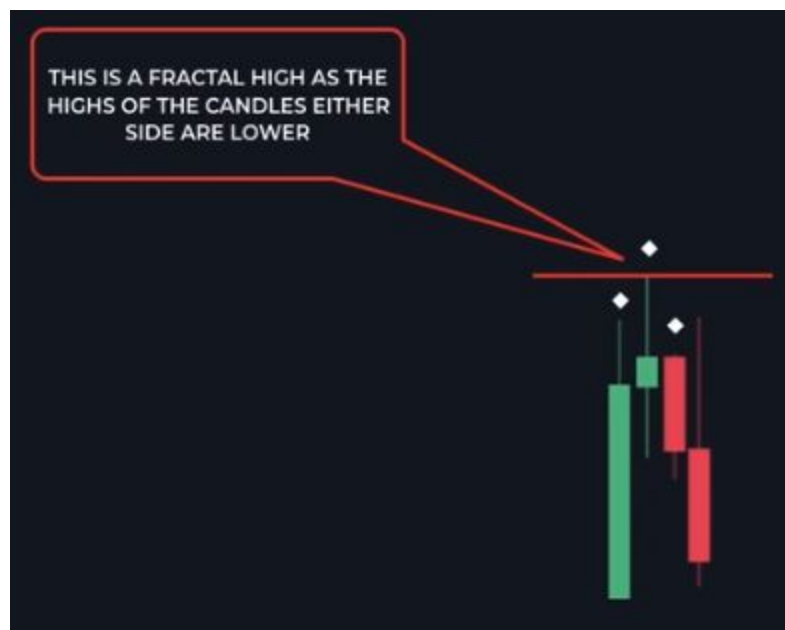 THIS IS A FRACTAL HIGH AS THE
HIGHS OF THE CANDLES EITHER
SIDE ARE LOWER